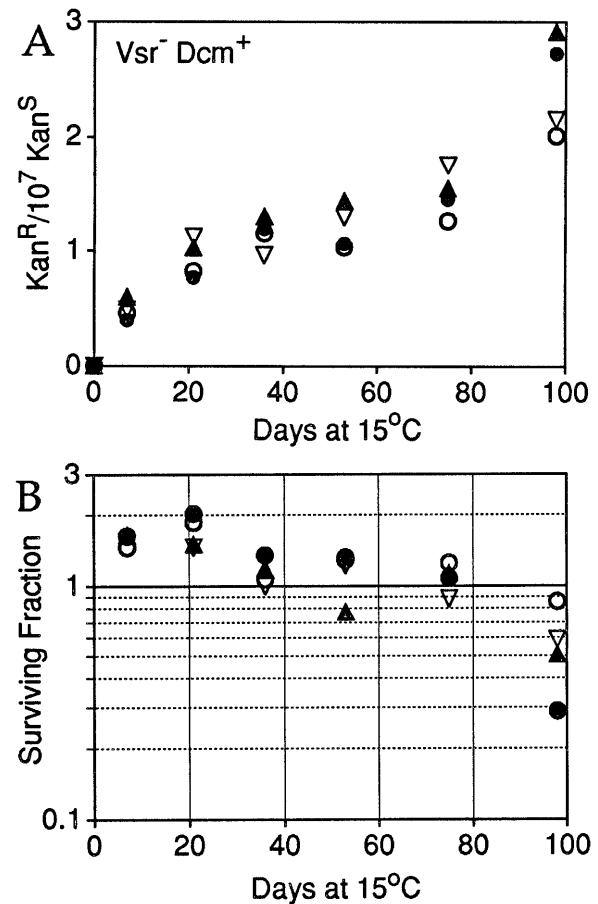 A
Vsr⁻ Dcm⁺
Kanᴿ/10⁷ Kanˢ
3
2
1
0
0 20 40 60 80 100
Days at 15°C
B
Surviving Fraction
3
1
0.1
0 20 40 60 80 100
Days at 15°C